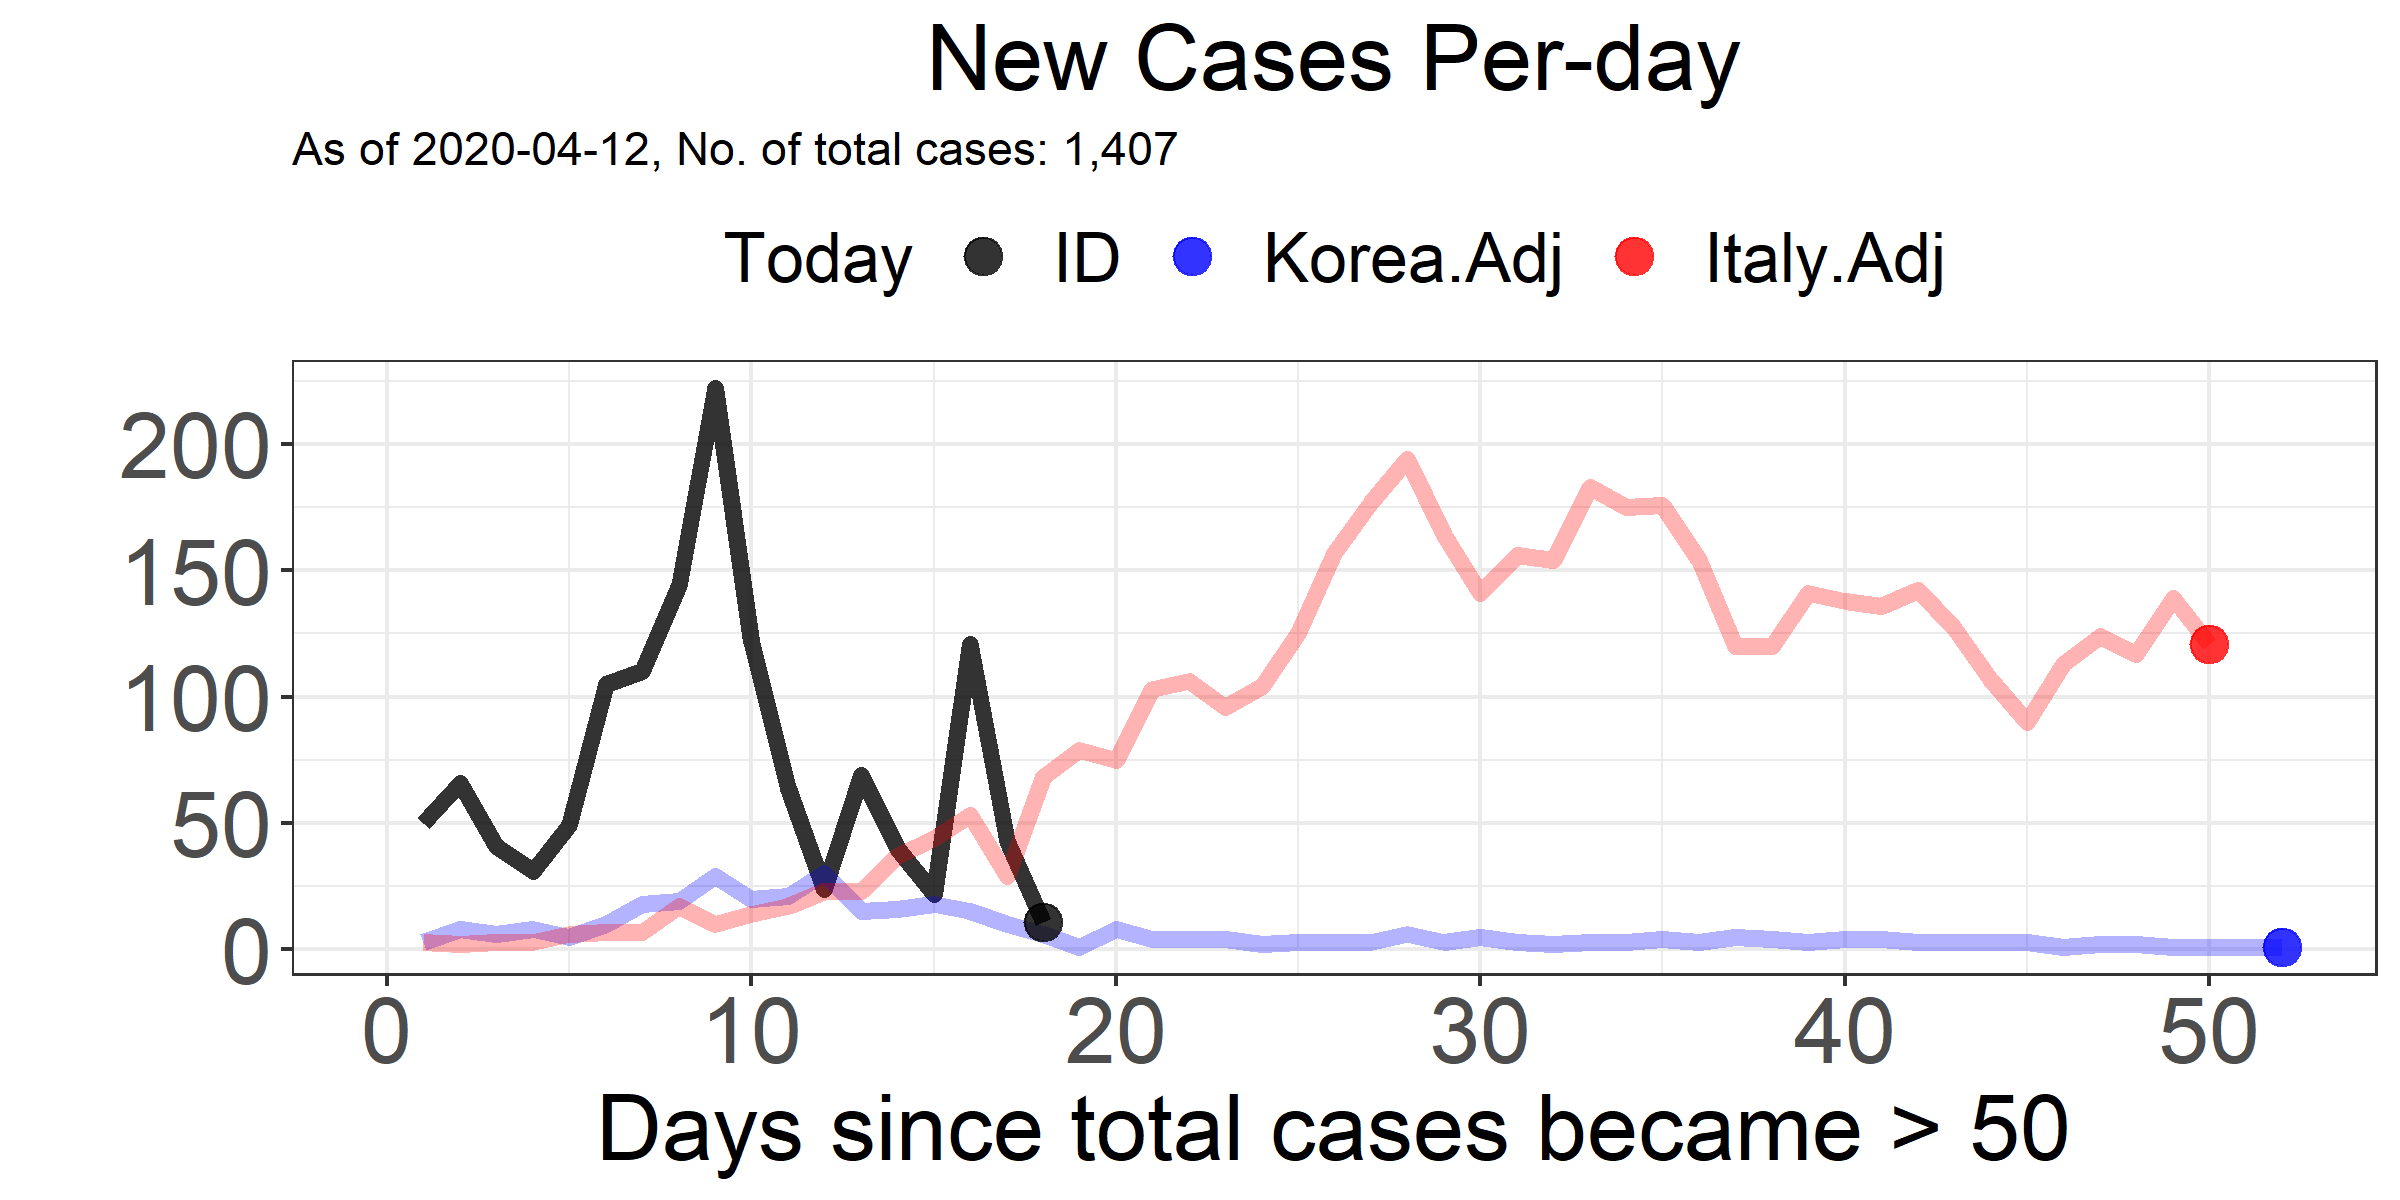 New Cases Per-day
As of 2020-04-12, No. of total cases: 1,407
Today ID Korea.Adj Italy.Adj
200
150
100
50
0
0 10 20 30 40 50
Days since total cases became > 50